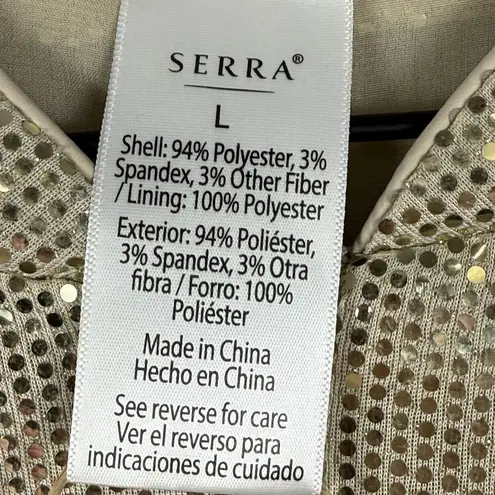 SERRA®
L
Shell: 94% Polyester, 3%
Spandex, 3% Other Fiber
/ Lining: 100% Polyester
Exterior: 94% Poliéster,
3% Spandex, 3% Otra
fibra / Forro: 100%
Poliéster
Made in China
Hecho en China
See reverse for care
Ver el reverso para
indicaciones de cuidado